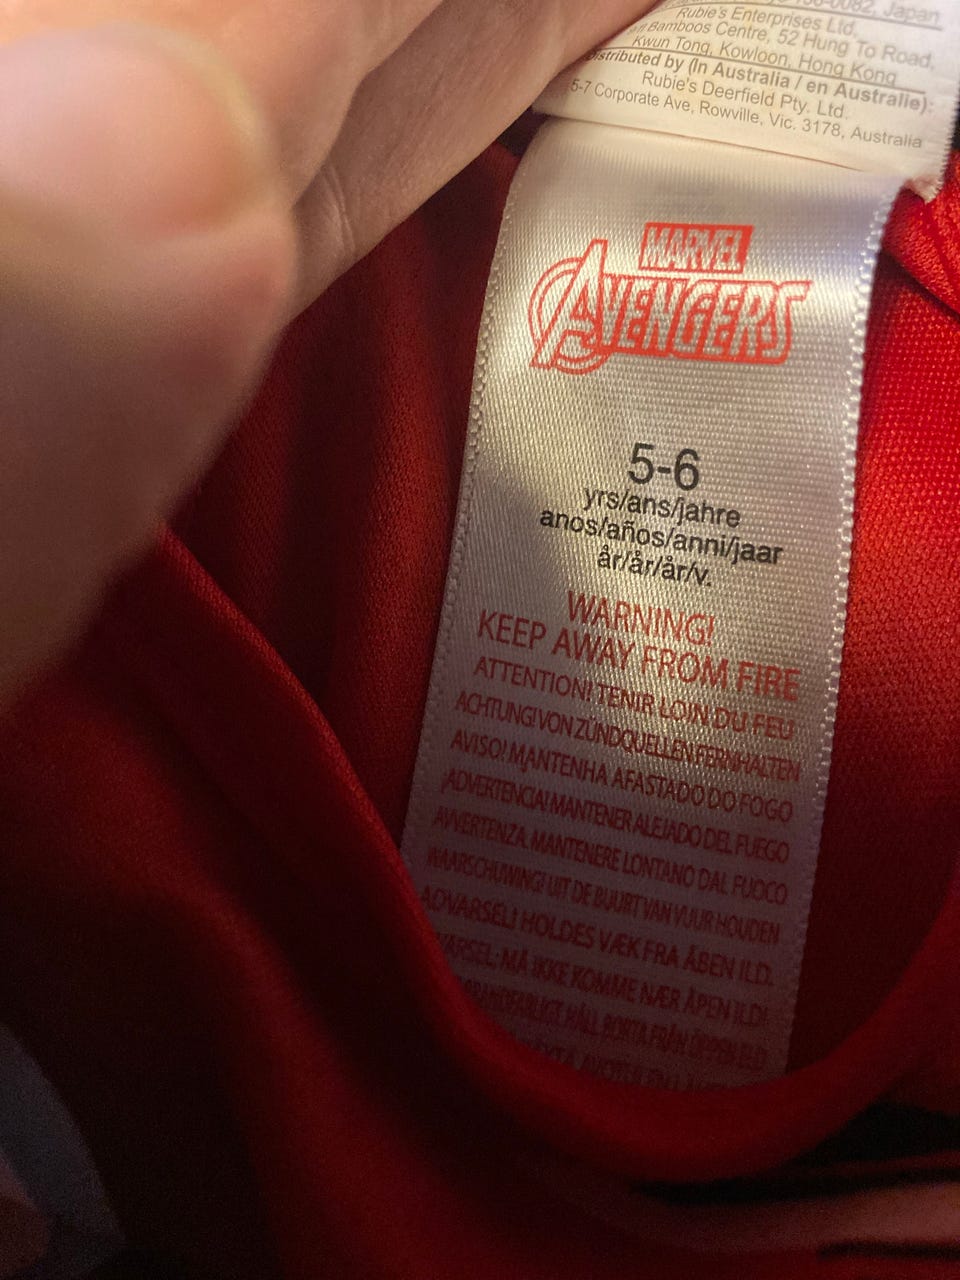 0082, Japan
Rubie's Enterprises Ltd,
Bamboos Centre, 52 Hung To Road,
Kwun Tong, Kowloon, Hong Kong
Distributed by (In Australia / en Australie):
Rubie's Deerfield Pty. Ltd.
5-7 Corporate Ave, Rowville, Vic. 3178, Australia
MARVEL
AVENGERS
5-6
yrs/ans/jahre
anos/años/anni/jaar
år/år/år/v.
WARNING!
KEEP AWAY FROM FIRE
ATTENTION! TENIR LOIN DU FEU
ACHTUNG! VON ZÜNDQUELLEN FERNHALTEN
AVISO! MANTENHA AFASTADO DO FOGO
¡ADVERTENCIA! MANTENER ALEJADO DEL FUEGO
AVVERTENZA. MANTENERE LONTANO DAL FUOCO
WAARSCHUWING! UIT DE BUURT VAN VUUR HOUDEN
ADVARSEL! HOLDES VÆK FRA ÅBEN ILD.
ARSEL: MÅ IKKE KOMME NÆR ÅPEN ILD!
HÅLL BORTA FRÅN ÖPPEN ELD